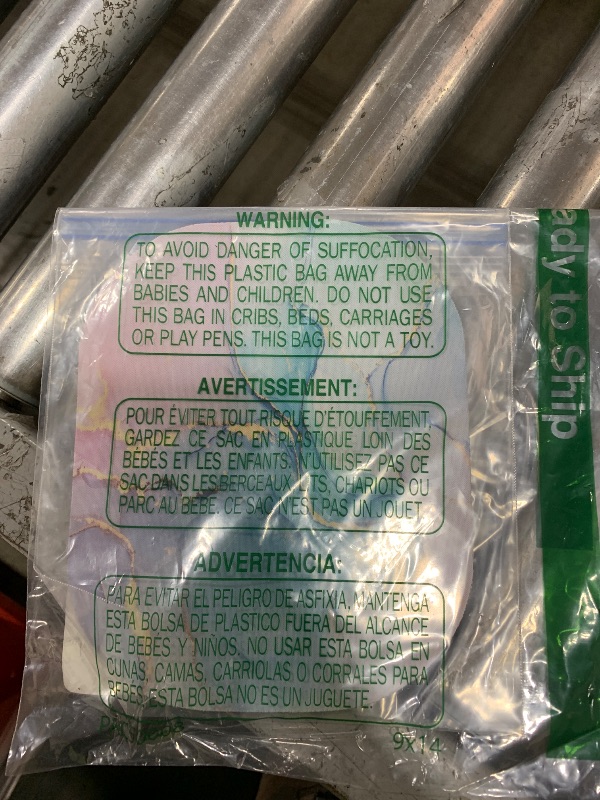 WARNING:
TO AVOID DANGER OF SUFFOCATION,
KEEP THIS PLASTIC BAG AWAY FROM
BABIES AND CHILDREN. DO NOT USE
THIS BAG IN CRIBS, BEDS, CARRIAGES
OR PLAY PENS. THIS BAG IS NOT A TOY.
AVERTISSEMENT:
POUR ÉVITER TOUT RISQUE D'ÉTOUFFEMENT
GARDEZ CE SAC EN PLASTIQUE LOIN DES
BÉBÉS ET LES ENFANTS. N'UTILISEZ PAS CE
SAC DANS LES BERCEAUX, CHARIOTS OU
PARC AU BEBE. CE SAC N'EST PAS UN JOUET
ADVERTENCIA:
PARA EVITAR EL PELIGRO DE ASFIXIA. MANTENGA
ESTA BOLSA DE PLASTICO FUERA DEL ALCANCE
DE BEBES Y NIÑOS. NO USAR ESTA BOLSA EN
CUNAS, CAMAS, CARRIOLAS O CORRALES PARA
BEBES. ESTA BOLSA NO ES UN JUGUETE.
9x14
ady to Ship